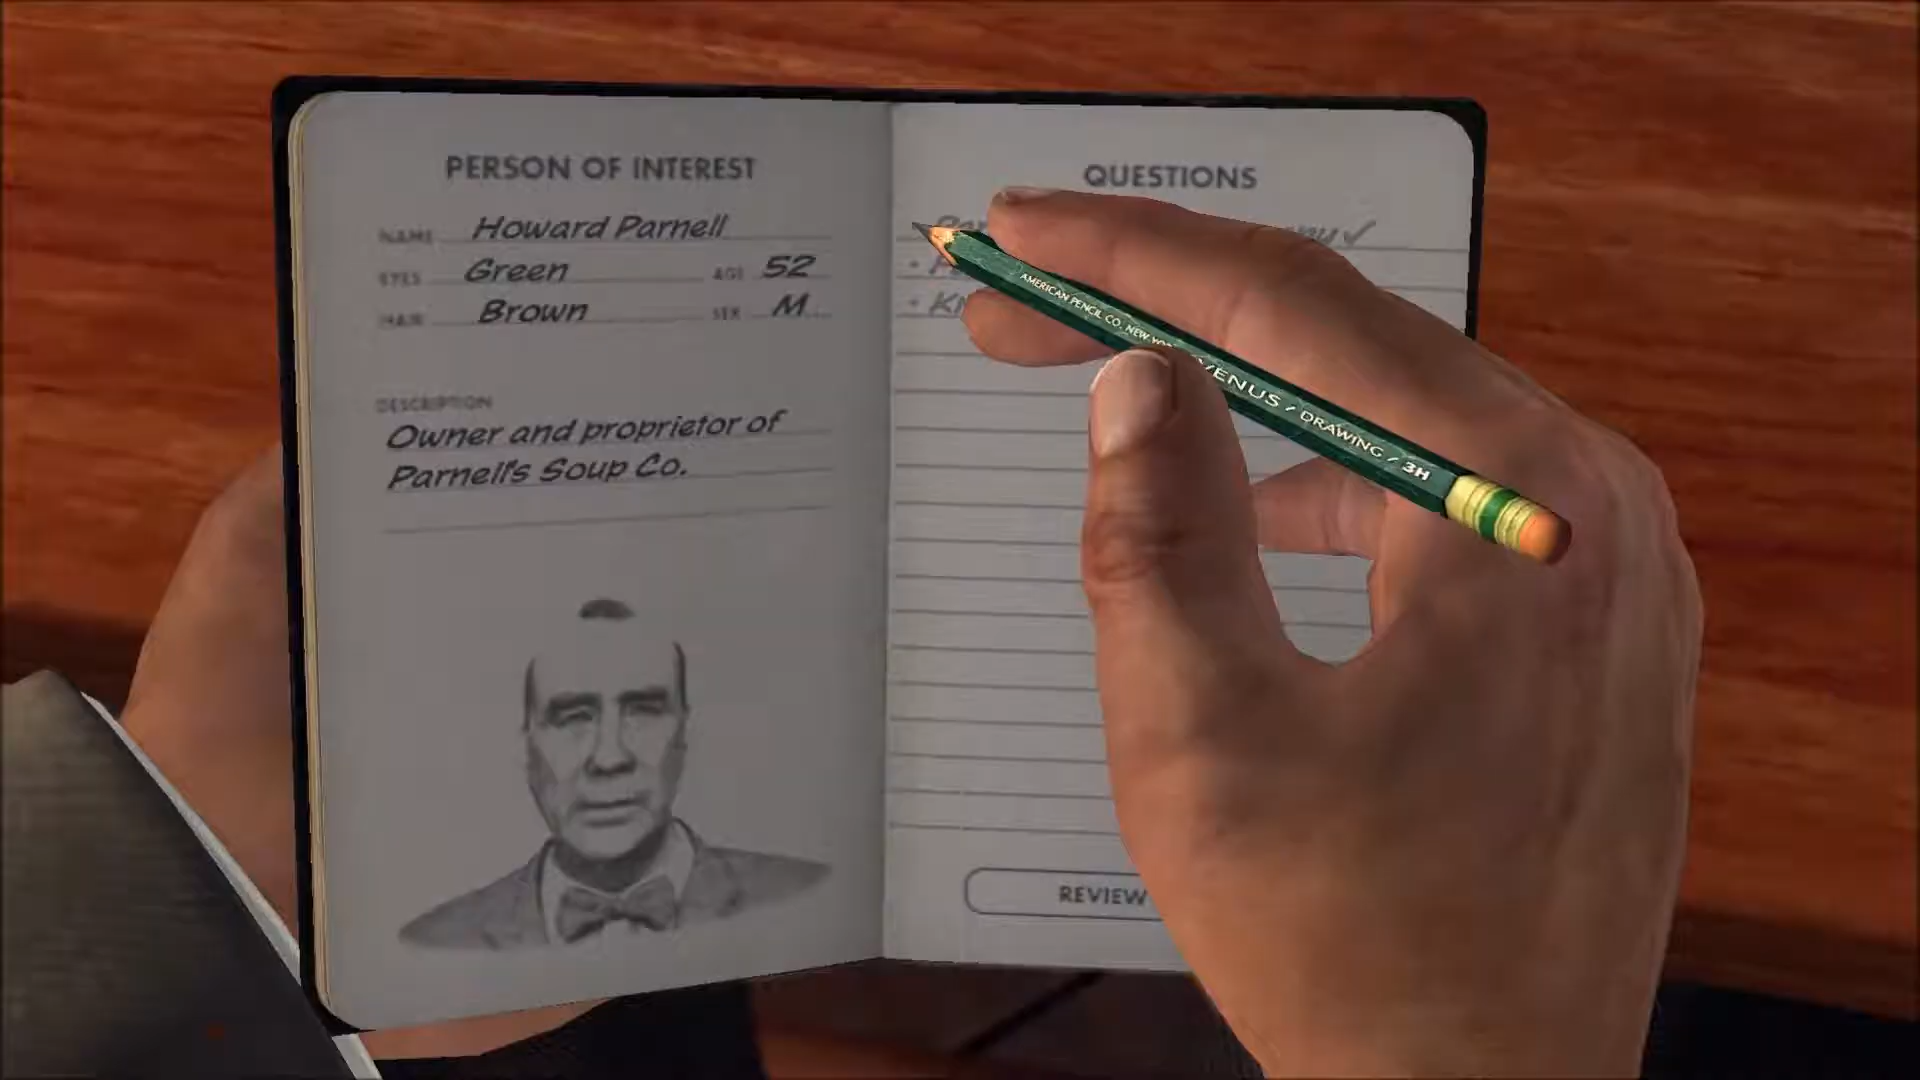 PERSON OF INTEREST
NAME Howard Parnell
EYES Green AGE 52
HAIR Brown SEX M
DESCRIPTION
Owner and proprietor of
Parnell's Soup Co.
QUESTIONS
AMERICAN PENCIL CO. NEW YORK VENUS / DRAWING / 3H
REVIEW